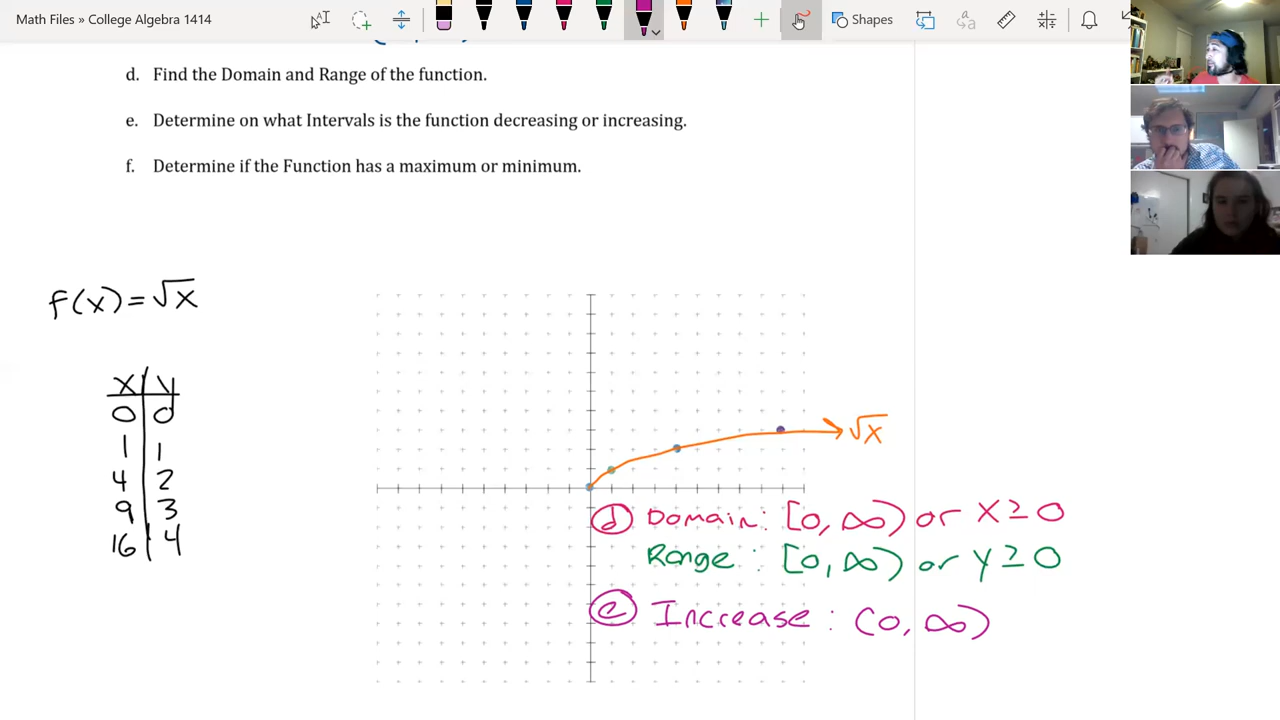 Math Files » College Algebra 1414
Shapes
d. Find the Domain and Range of the function.
e. Determine on what Intervals is the function decreasing or increasing.
f. Determine if the Function has a maximum or minimum.
f(x)=√x
x y
0 0
1 1
4 2
9 3
16 4
√x
d Domain: [0,∞) or x≥0
Range: [0,∞) or y≥0
e Increase: (0,∞)